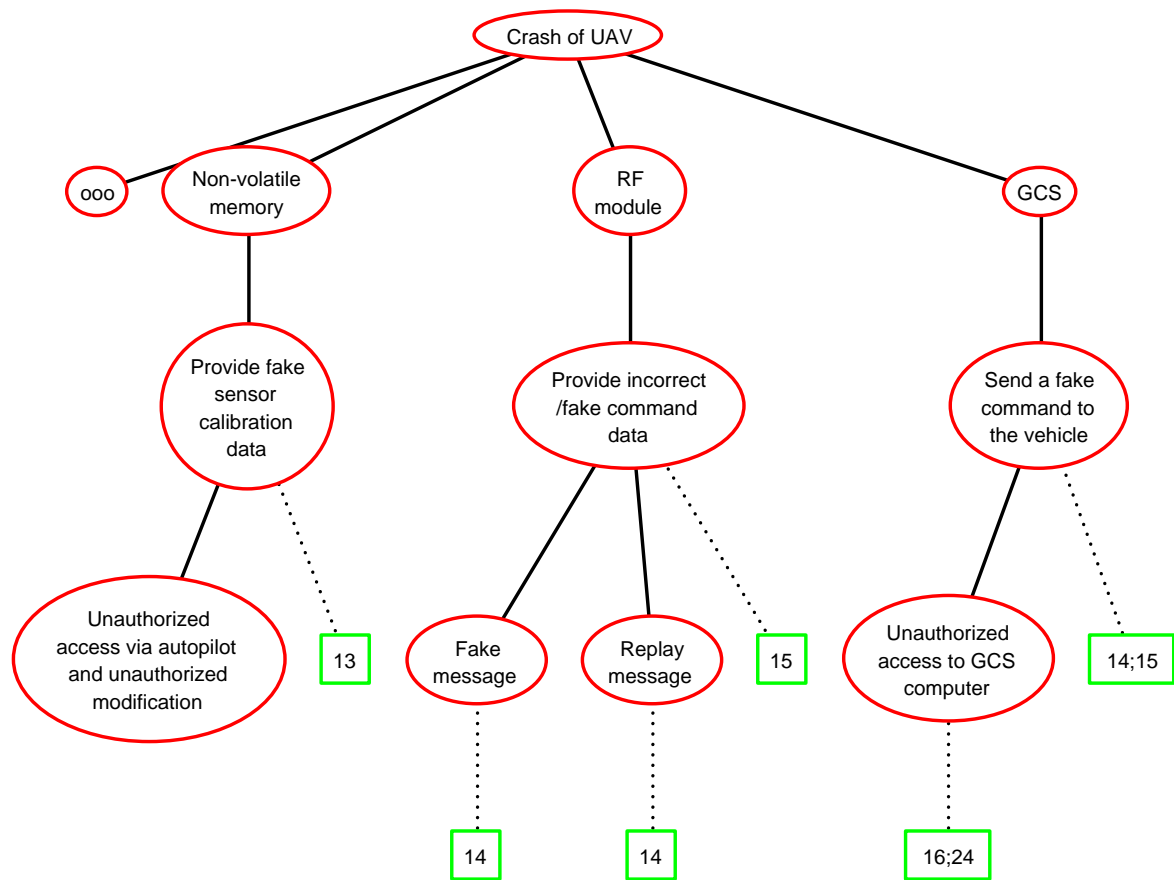 Crash of UAV
ooo
Non-volatile
memory
RF
module
GCS
Provide fake
sensor
calibration
data
Provide incorrect
/fake command
data
Send a fake
command to
the vehicle
Unauthorized
access via autopilot
and unauthorized
modification
13
Fake
message
Replay
message
15
Unauthorized
access to GCS
computer
14;15
14
14
16;24